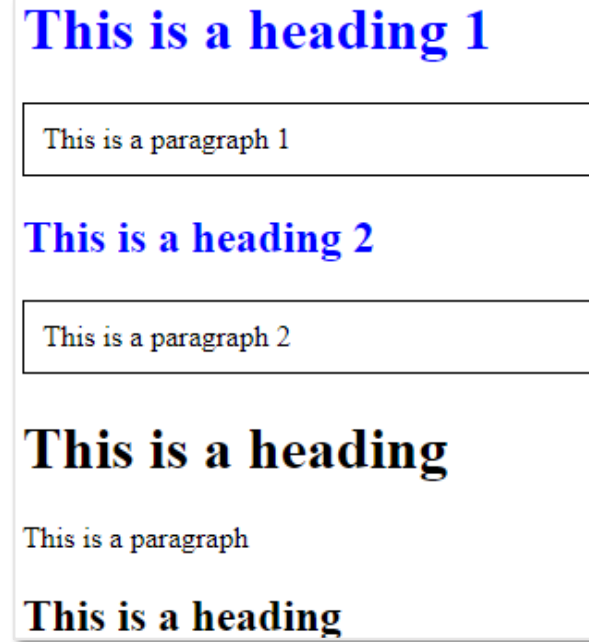 This is a heading 1
This is a paragraph 1
This is a heading 2
This is a paragraph 2
This is a heading
This is a paragraph
This is a heading